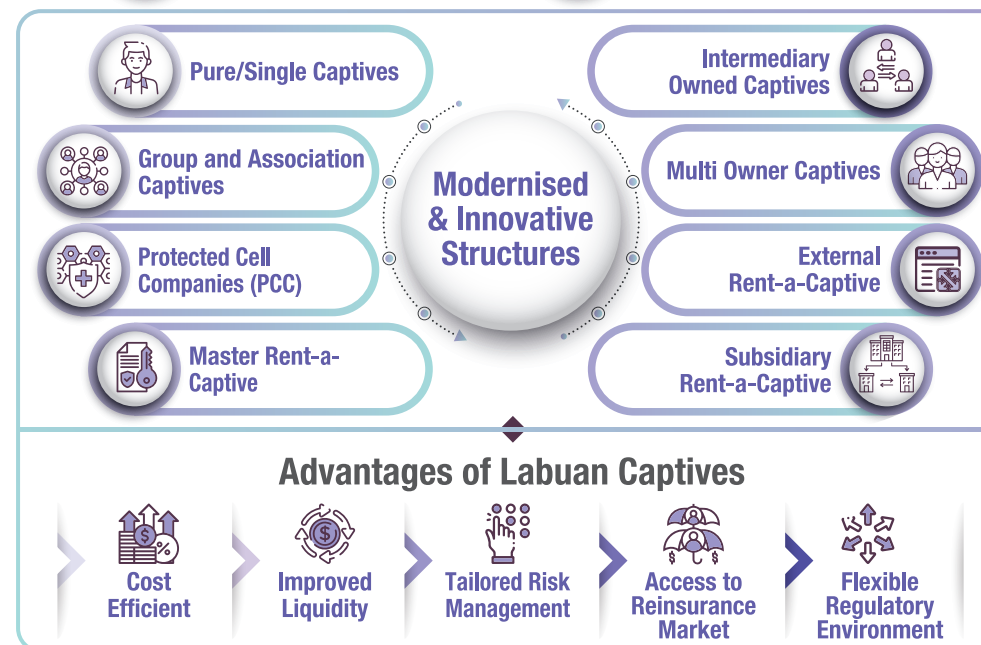 Pure/Single Captives
Group and Association
Captives
Protected Cell
Companies (PCC)
Master Rent-a-
Captive
Modernised
& Innovative
Structures
Intermediary
Owned Captives
Multi Owner Captives
External
Rent-a-Captive
Subsidiary
Rent-a-Captive
Advantages of Labuan Captives
Cost
Efficient
Improved
Liquidity
Tailored Risk
Management
Access to
Reinsurance
Market
Flexible
Regulatory
Environment